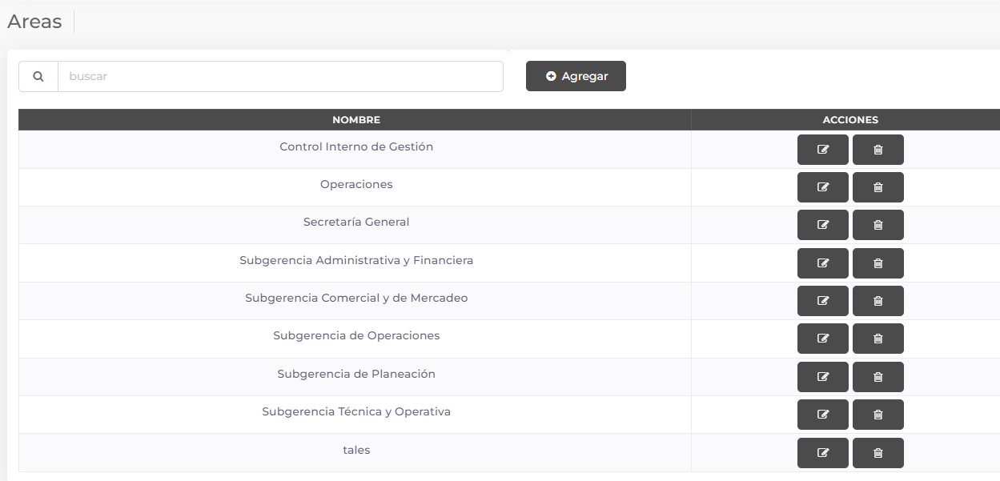 Areas
buscar
Agregar
NOMBRE ACCIONES
Control Interno de Gestión
Operaciones
Secretaría General
Subgerencia Administrativa y Financiera
Subgerencia Comercial y de Mercadeo
Subgerencia de Operaciones
Subgerencia de Planeación
Subgerencia Técnica y Operativa
tales